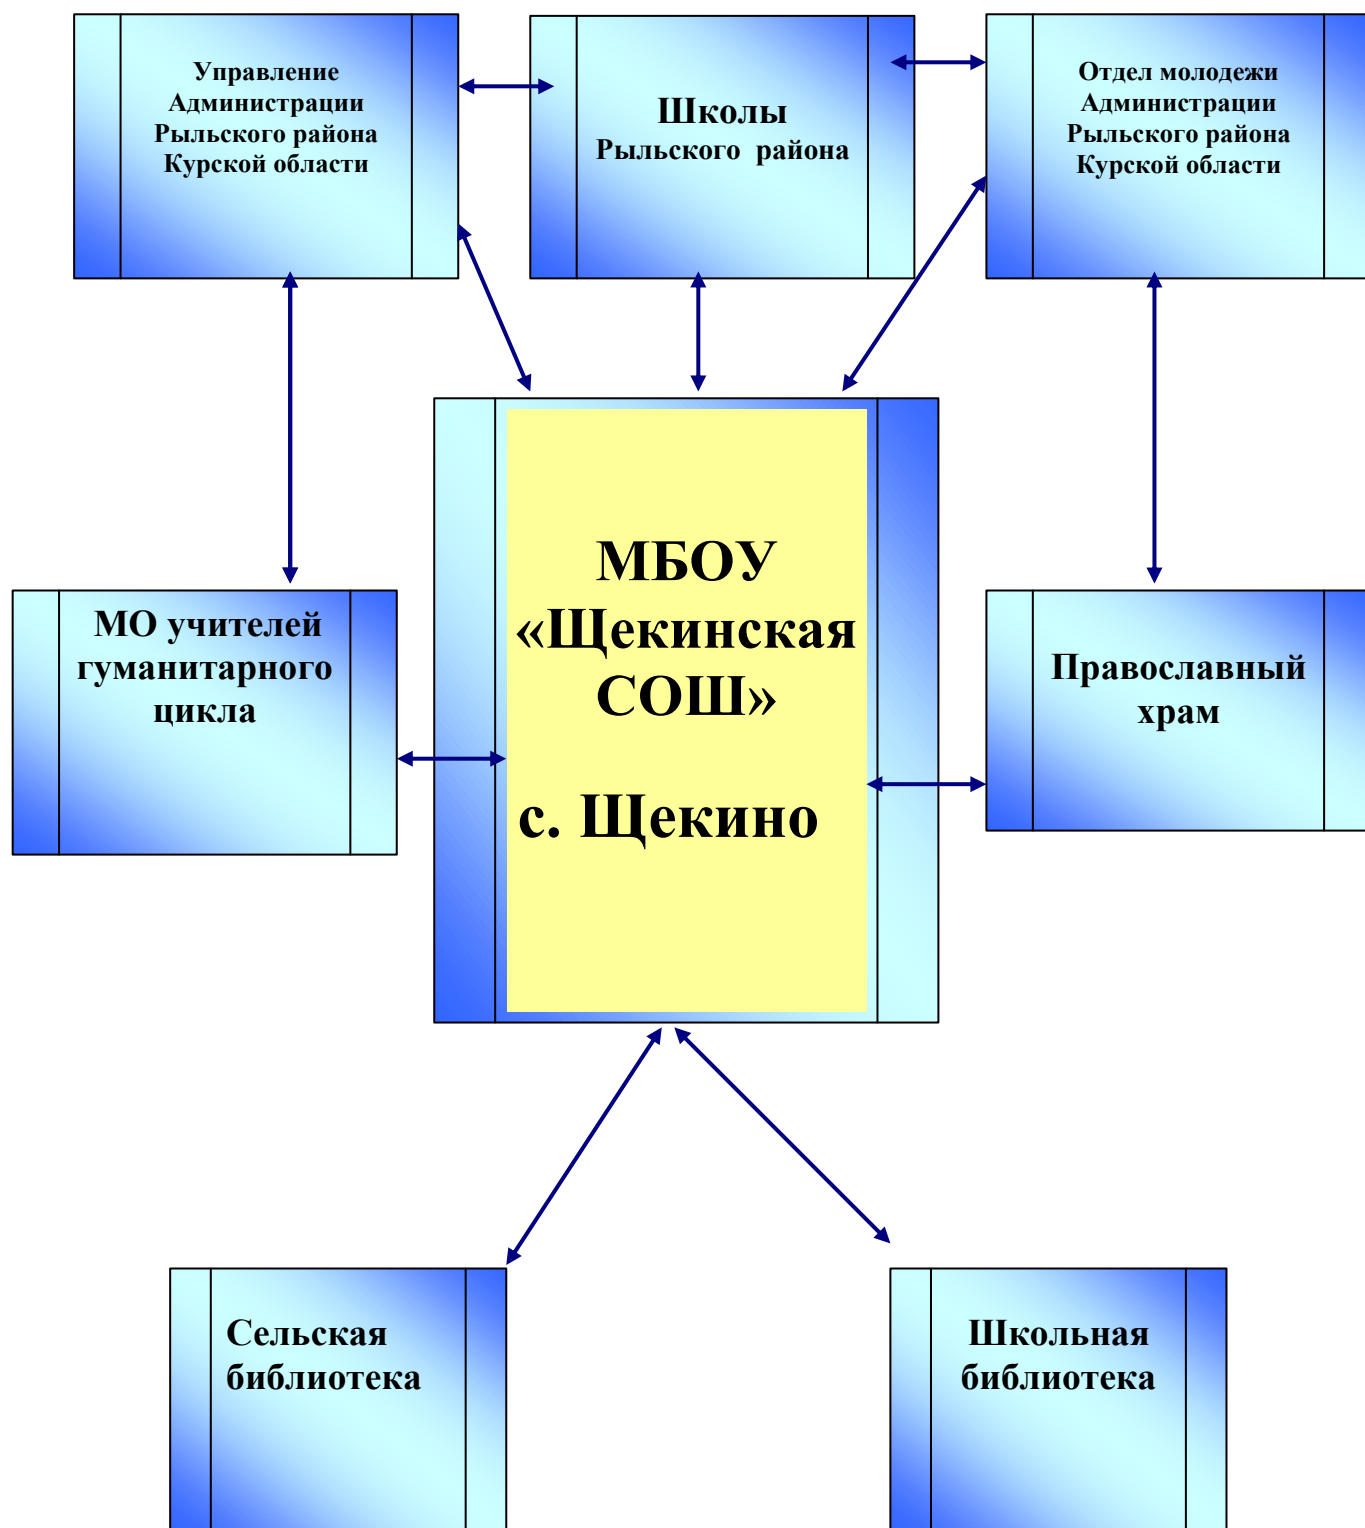 Управление
Администрации
Рыльского района
Курской области
Школы
Рыльского района
Отдел молодежи
Администрации
Рыльского района
Курской области
МО учителей
гуманитарного
цикла
МБОУ
«Щекинская
СОШ»
с. Щекино
Православный
храм
Сельская
библиотека
Школьная
библиотека